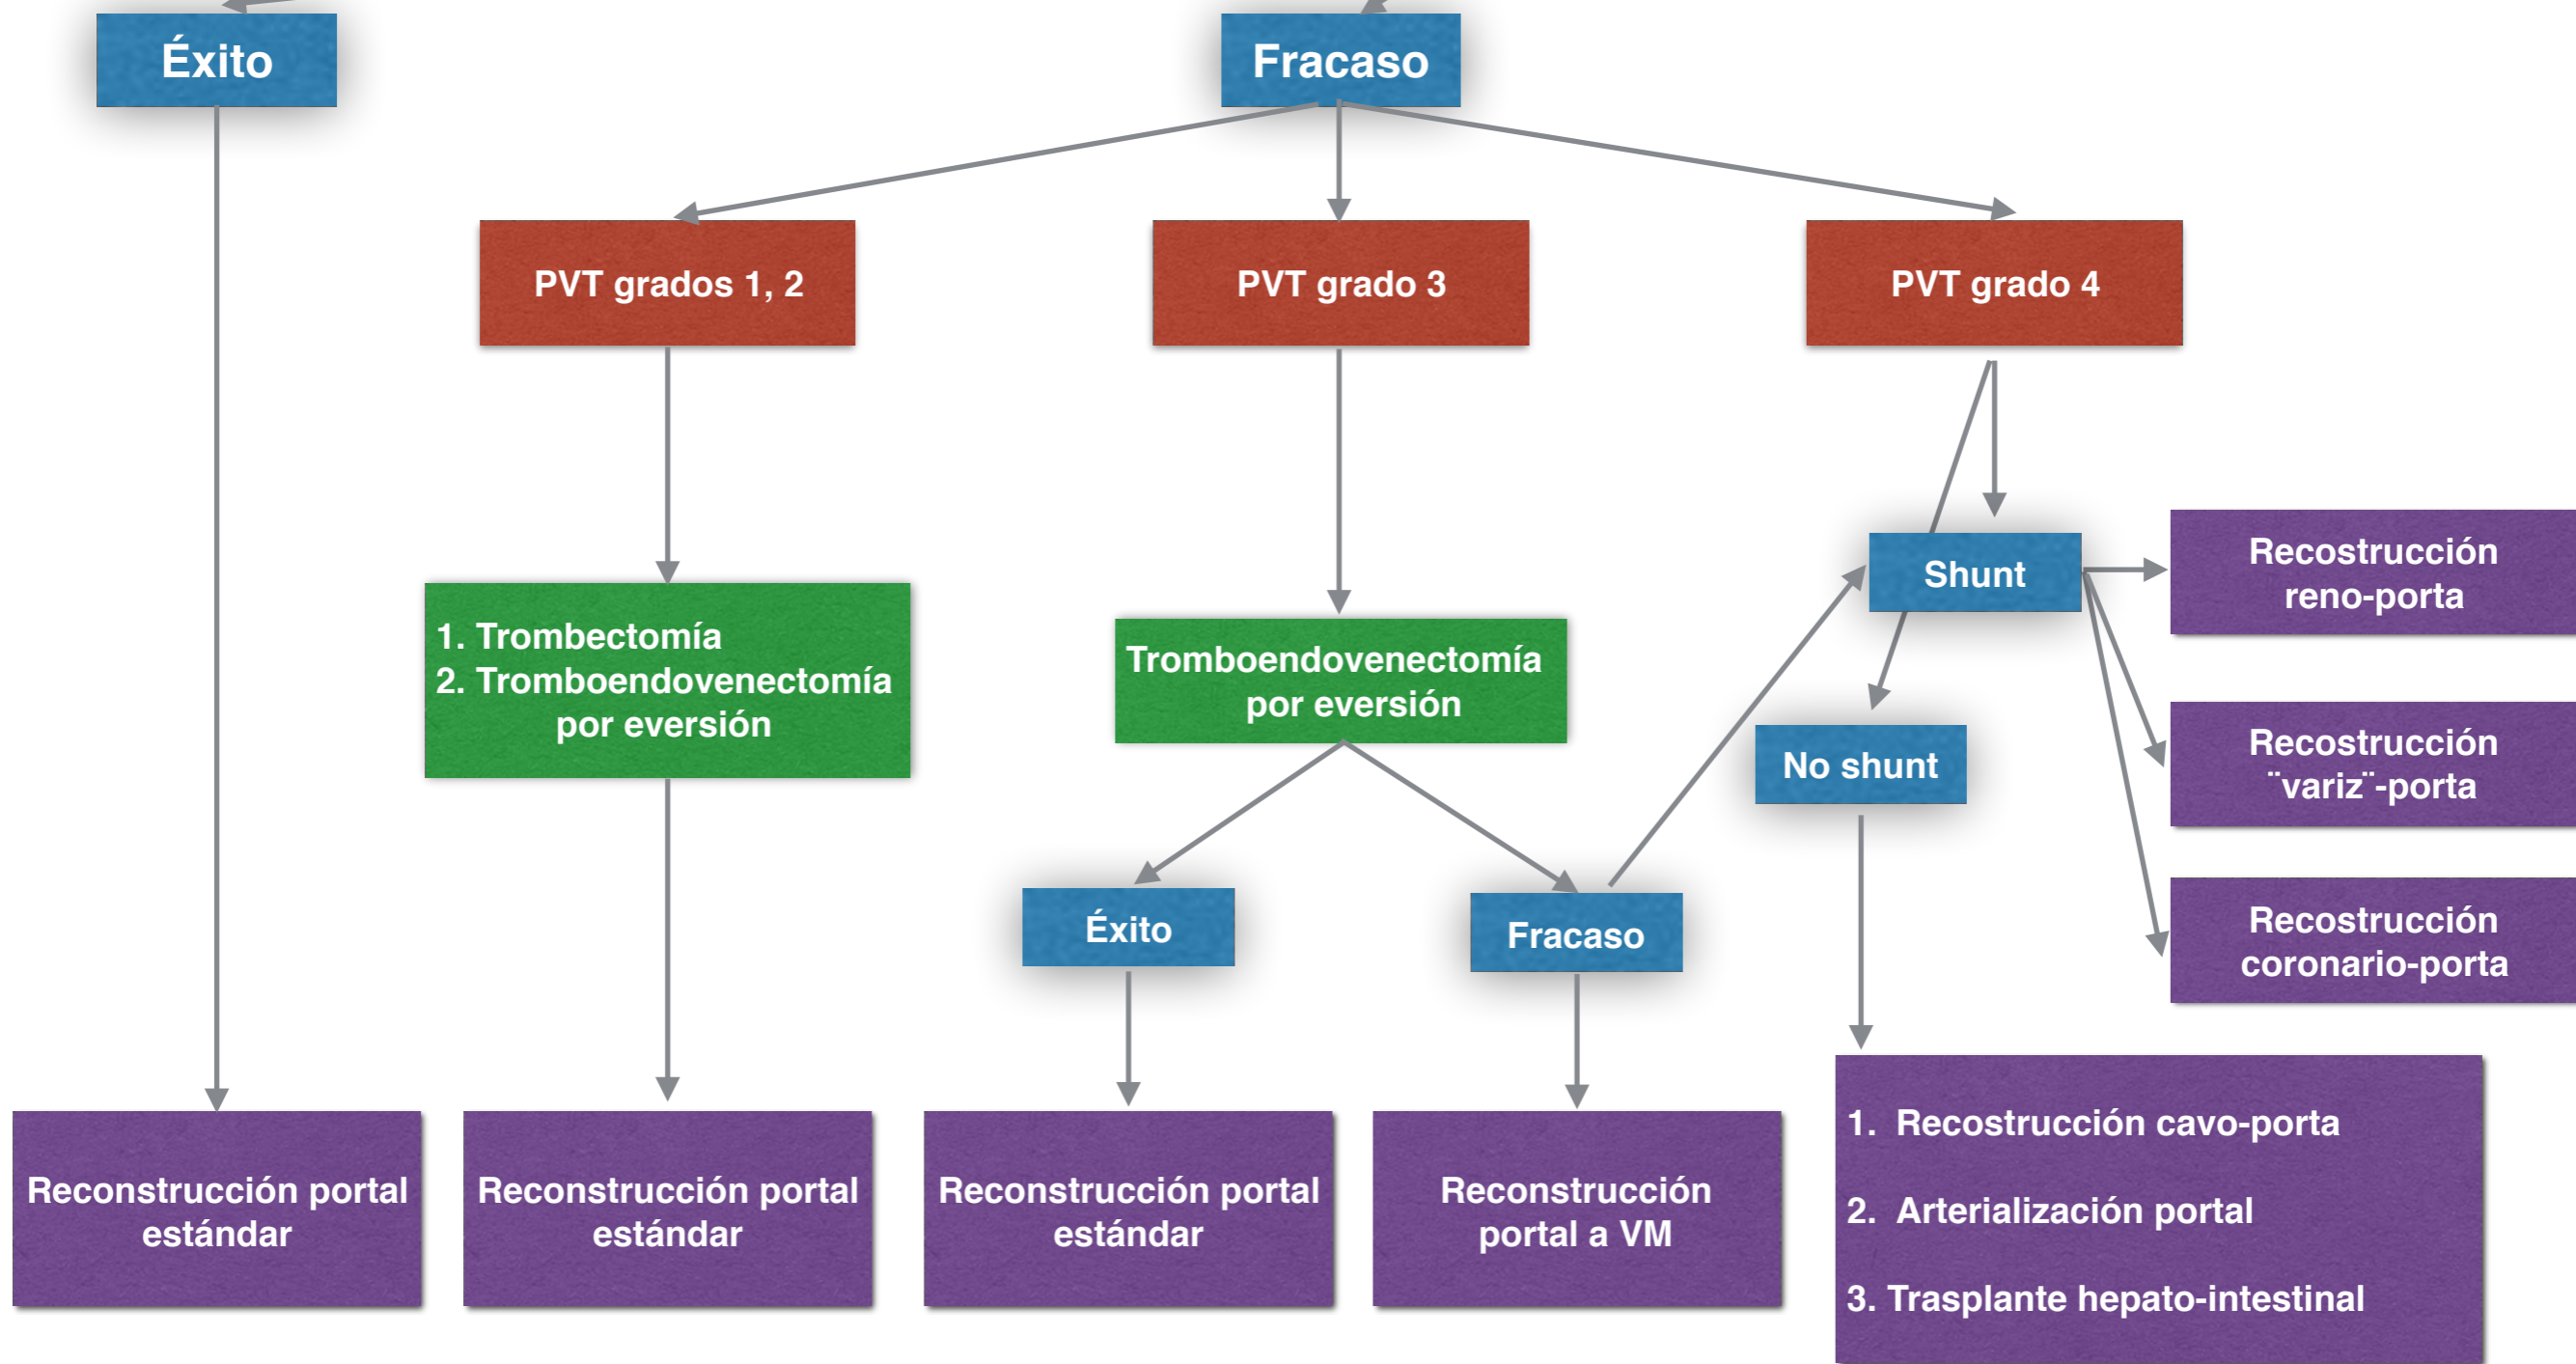 Éxito
Fracaso
PVT grados 1, 2
PVT grado 3
PVT grado 4
1. Trombectomía
2. Tromboendovenectomía
por eversión
Tromboendovenectomía
por eversión
Shunt
No shunt
Recostrucción
reno-porta
Recostrucción
¨variz¨-porta
Recostrucción
coronario-porta
Éxito
Fracaso
Reconstrucción portal
estándar
Reconstrucción portal
estándar
Reconstrucción portal
estándar
Reconstrucción
portal a VM
1. Recostrucción cavo-porta
2. Arterialización portal
3. Trasplante hepato-intestinal